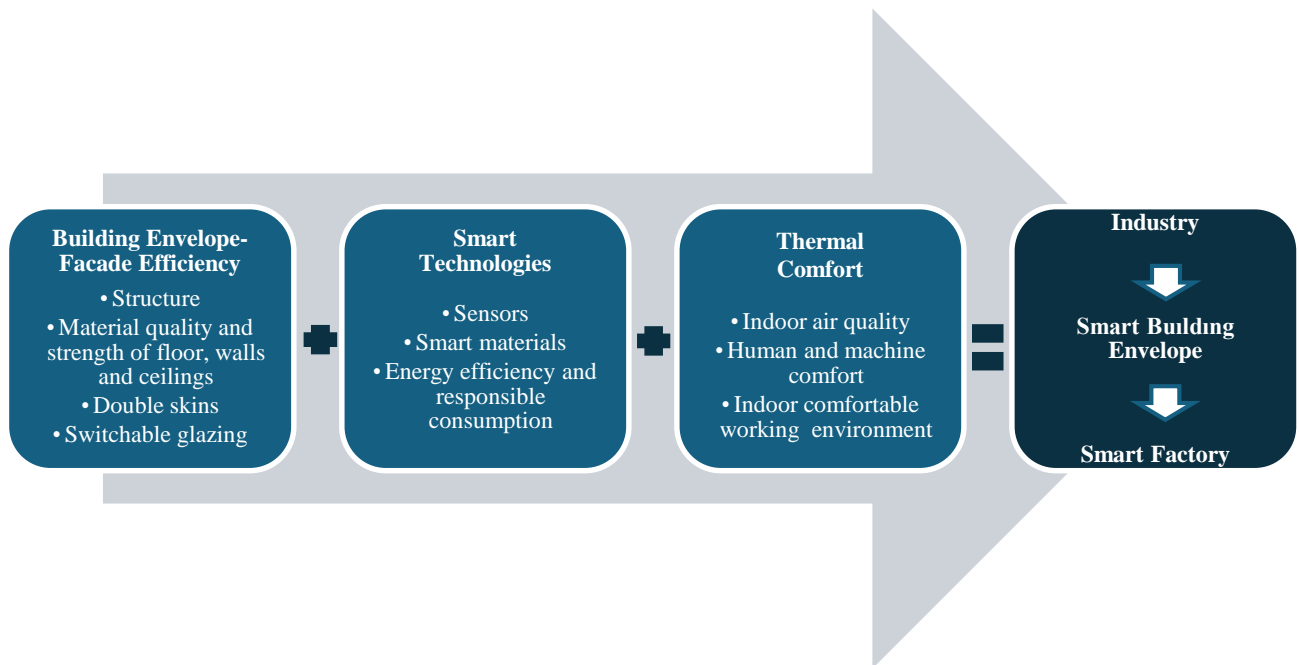 Building Envelope-
Facade Efficiency
• Structure
• Material quality and
strength of floor, walls
and ceilings
• Double skins
• Switchable glazing
Smart
Technologies
• Sensors
• Smart materials
• Energy efficiency and
responsible
consumption
Thermal
Comfort
• Indoor air quality
• Human and machine
comfort
• Indoor comfortable
working environment
Industry
Smart Buildıng
Envelope
Smart Factory